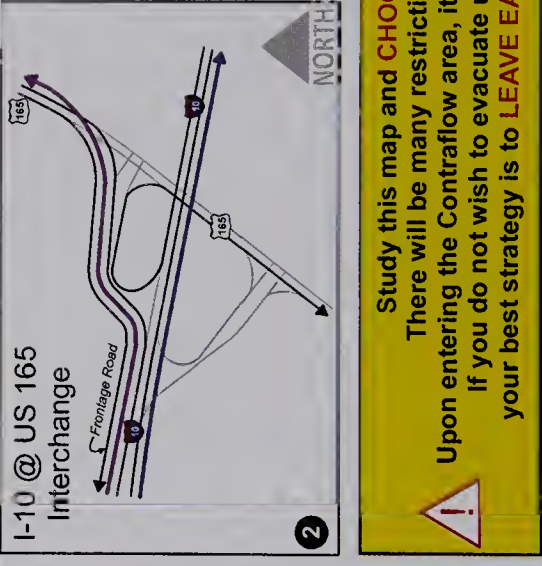 I-10 @ US 165
Interchange
Frontage Road
165
10
10
165
NORTH
2
Study this map and CHOO
There will be many restricti
Upon entering the Contraflow area, it
If you do not wish to evacuate
your best strategy is to LEAVE EA